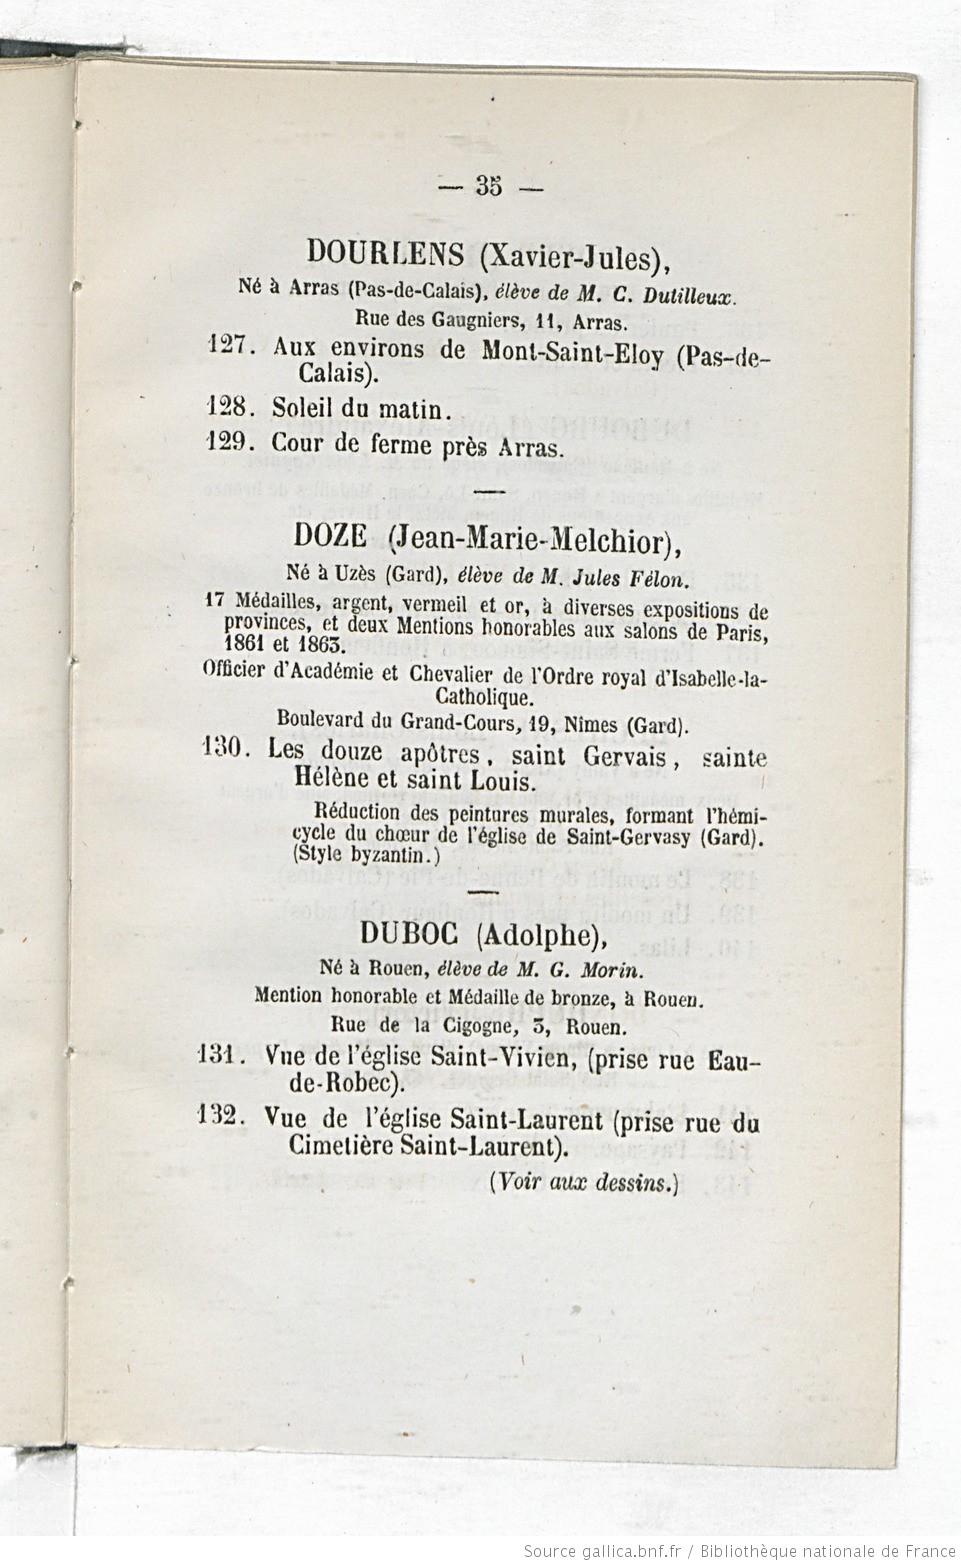 — 35 —
DOURLENS (Xavier-Jules),
Né à Arras (Pas-de-Calais), élève de M. C. Dutilleux.
Rue des Gaugniers, 11, Arras.
127. Aux environs de Mont-Saint-Eloy (Pas-de-
Calais).
128. Soleil du matin.
129. Cour de ferme près Arras.
DOZE (Jean-Marie-Melchior),
Né à Uzès (Gard), élève de M. Jules Félon.
17 Médailles, argent, vermeil et or, à diverses expositions de
provinces, et deux Mentions honorables aux salons de Paris,
1861 et 1863.
Officier d'Académie et Chevalier de l'Ordre royal d'Isabelle-la-
Catholique.
Boulevard du Grand-Cours, 19, Nîmes (Gard).
130. Les douze apôtres, saint Gervais, sainte
Hélène et saint Louis.
Réduction des peintures murales, formant l'hémi-
cycle du chœur de l'église de Saint-Gervasy (Gard).
(Style byzantin.)
DUBOC (Adolphe),
Né à Rouen, élève de M. G. Morin.
Mention honorable et Médaille de bronze, à Rouen.
Rue de la Cigogne, 3, Rouen.
131. Vue de l'église Saint-Vivien, (prise rue Eau-
de-Robec).
132. Vue de l'église Saint-Laurent (prise rue du
Cimetière Saint-Laurent).
(Voir aux dessins.)
Source gallica.bnf.fr / Bibliothèque nationale de France